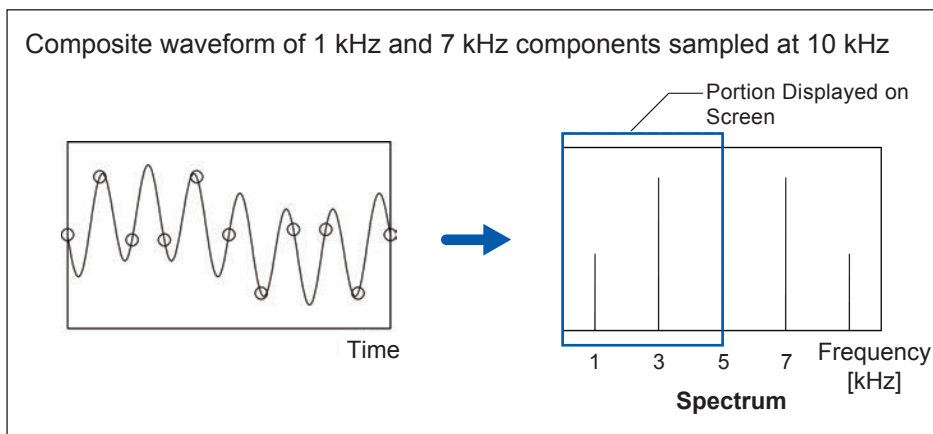 Composite waveform of 1 kHz and 7 kHz components sampled at 10 kHz
Portion Displayed on
Screen
Time
1 3 5 7 Frequency
[kHz]
Spectrum